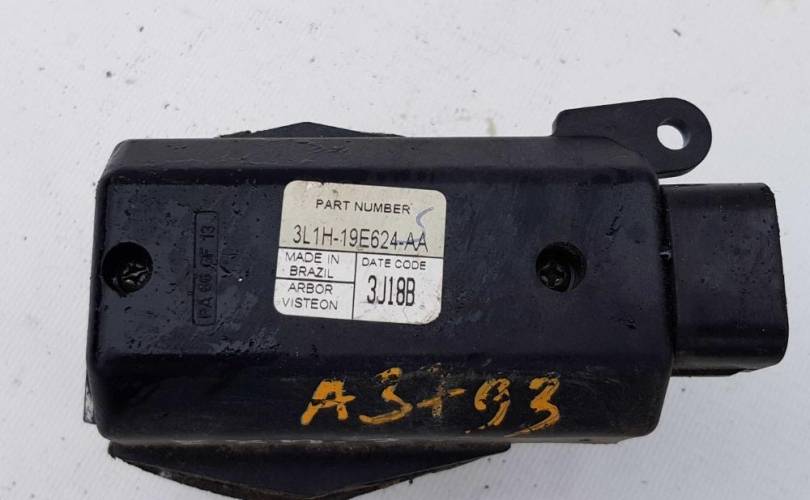 PART NUMBER
3L1H-19E624-AA
MADE IN
BRAZIL
DATE CODE
ARBOR
VISTEON
3J18B
A3+93